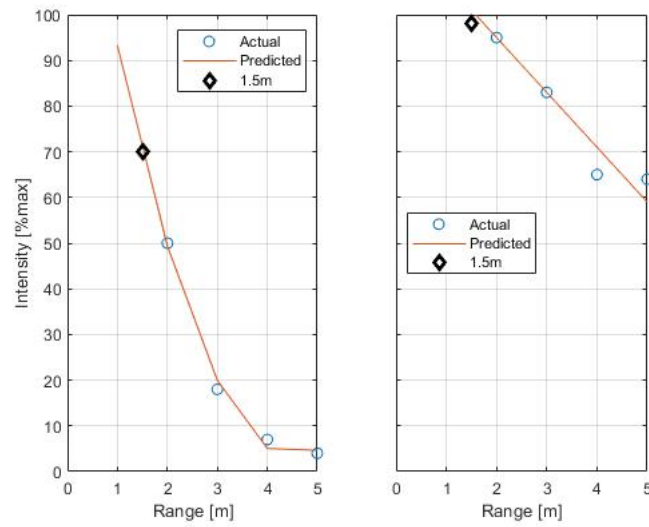 100
90
80
70
60
50
40
30
20
10
0
Intensity [%max]
0 1 2 3 4 5
Range [m]
Actual
Predicted
1.5m
Actual
Predicted
1.5m
0 1 2 3 4 5
Range [m]